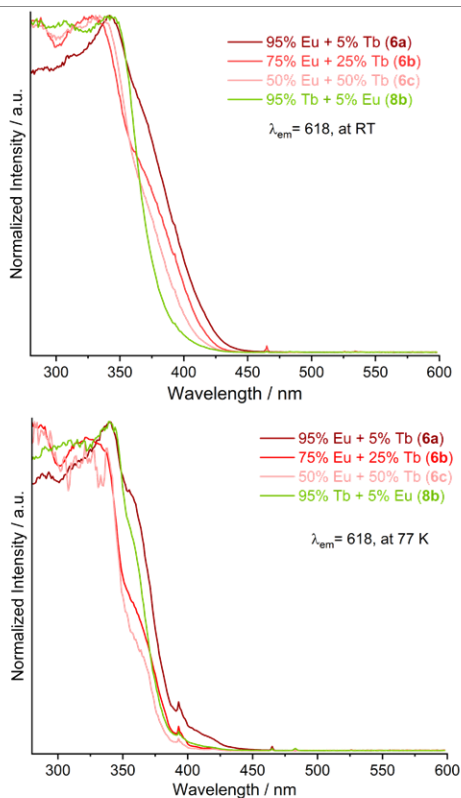 95% Eu + 5% Tb (6a)
75% Eu + 25% Tb (6b)
50% Eu + 50% Tb (6c)
95% Tb + 5% Eu (8b)
λem= 618, at RT
Normalized Intensity / a.u.
300 350 400 450 500 550 600
Wavelength / nm
95% Eu + 5% Tb (6a)
75% Eu + 25% Tb (6b)
50% Eu + 50% Tb (6c)
95% Tb + 5% Eu (8b)
λem= 618, at 77 K
Normalized Intensity / a.u.
300 350 400 450 500 550 600
Wavelength / nm